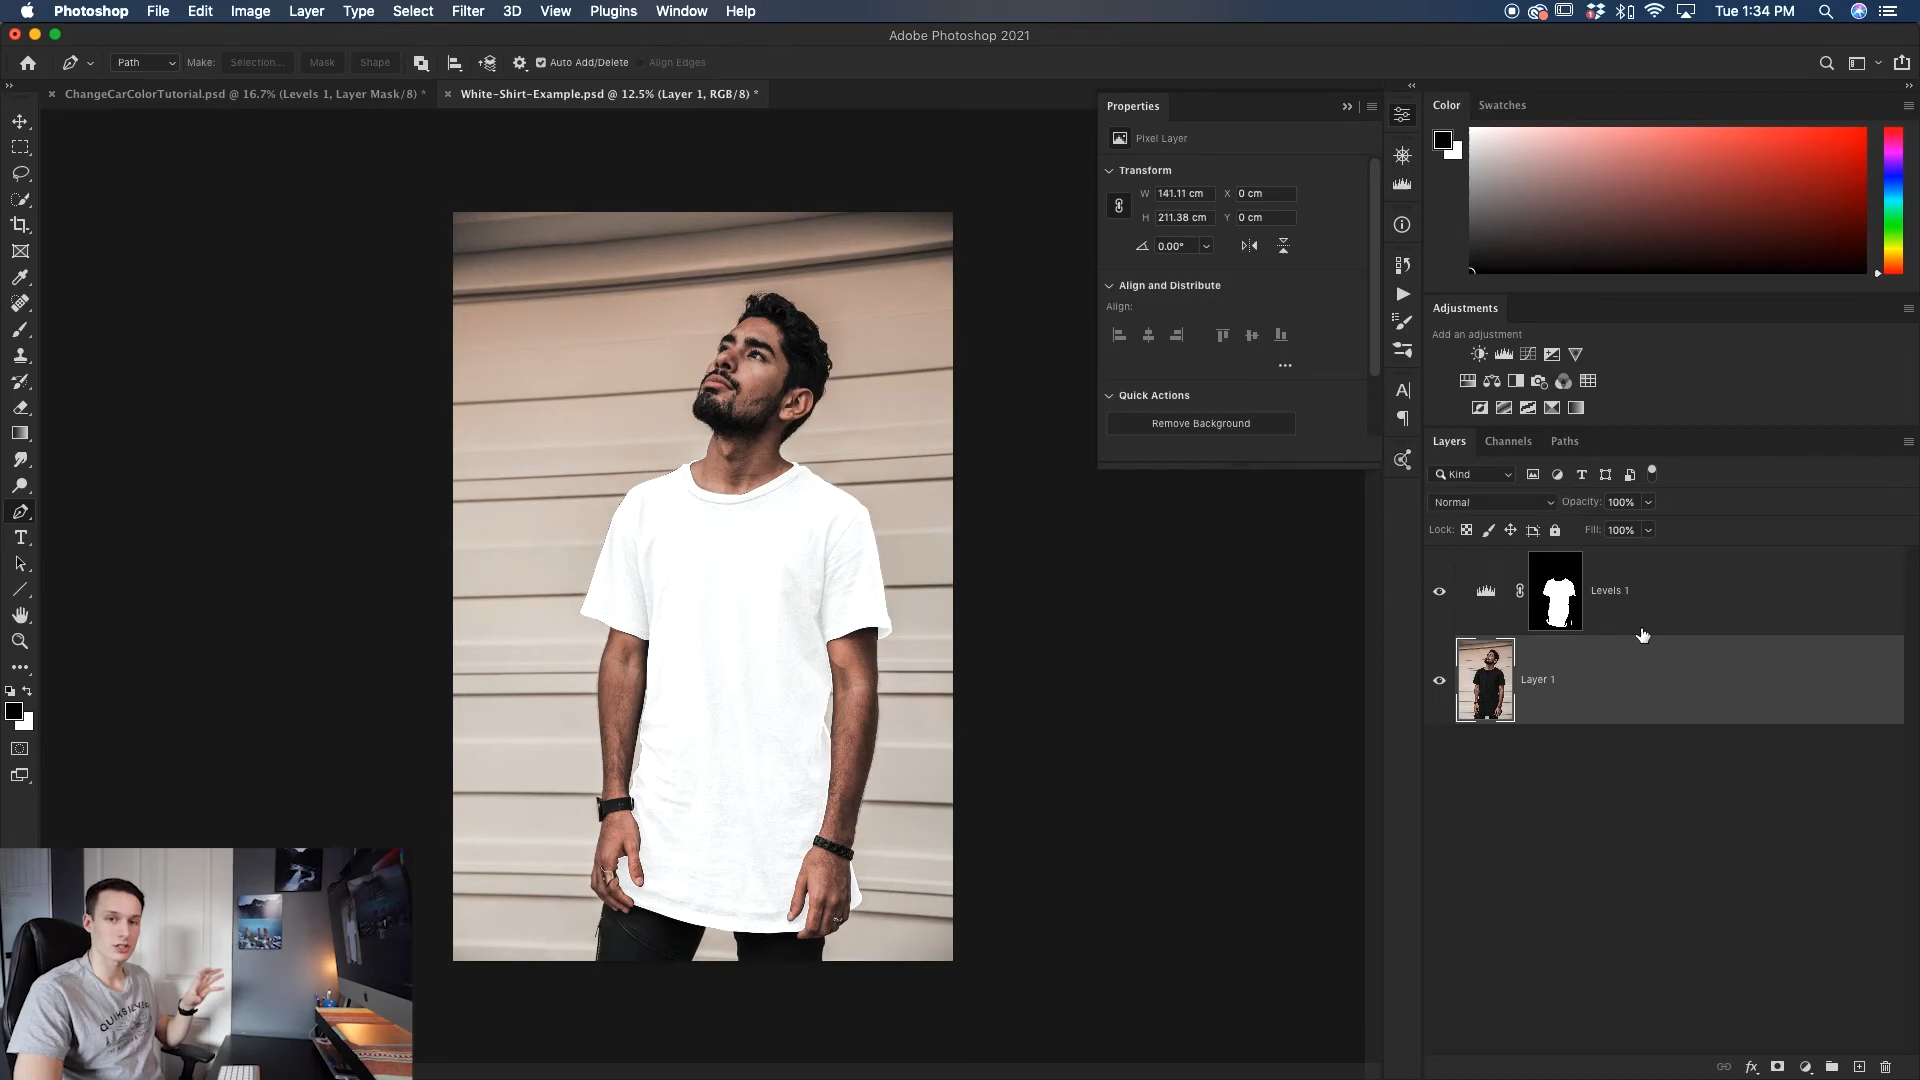 Photoshop File Edit Image Layer Type Select Filter 3D View Plugins Window Help
1
Tue 1:34 PM
Adobe Photoshop 2021
Path Make: Selection... Mask Shape Auto Add/Delete Align Edges
ChangeCarColorTutorial.psd @ 16.7% (Levels 1, Layer Mask/8) *
White-Shirt-Example.psd @ 12.5% (Layer 1, RGB/8) *
Properties
Pixel Layer
Transform
W 141.11 cm X 0 cm
H 211.38 cm Y 0 cm
0.00°
Align and Distribute
Align:
Quick Actions
Remove Background
Color Swatches
Adjustments
Add an adjustment
Layers Channels Paths
Kind
Normal Opacity: 100%
Lock: Fill: 100%
Levels 1
Layer 1
fx
QUIKSILVER